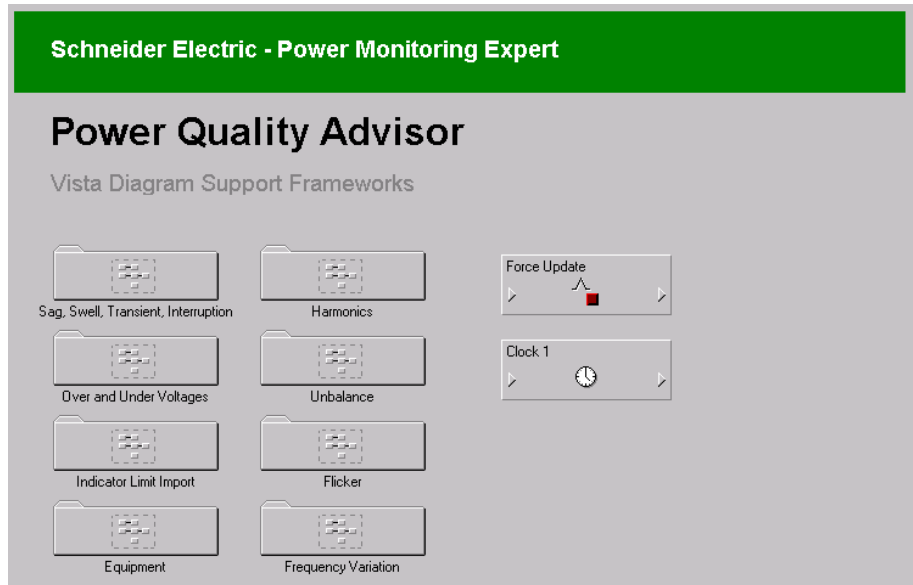 Schneider Electric - Power Monitoring Expert
Power Quality Advisor
Vista Diagram Support Frameworks
Sag, Swell, Transient, Interruption
Harmonics
Force Update
Over and Under Voltages
Unbalance
Clock 1
Indicator Limit Import
Flicker
Equipment
Frequency Variation